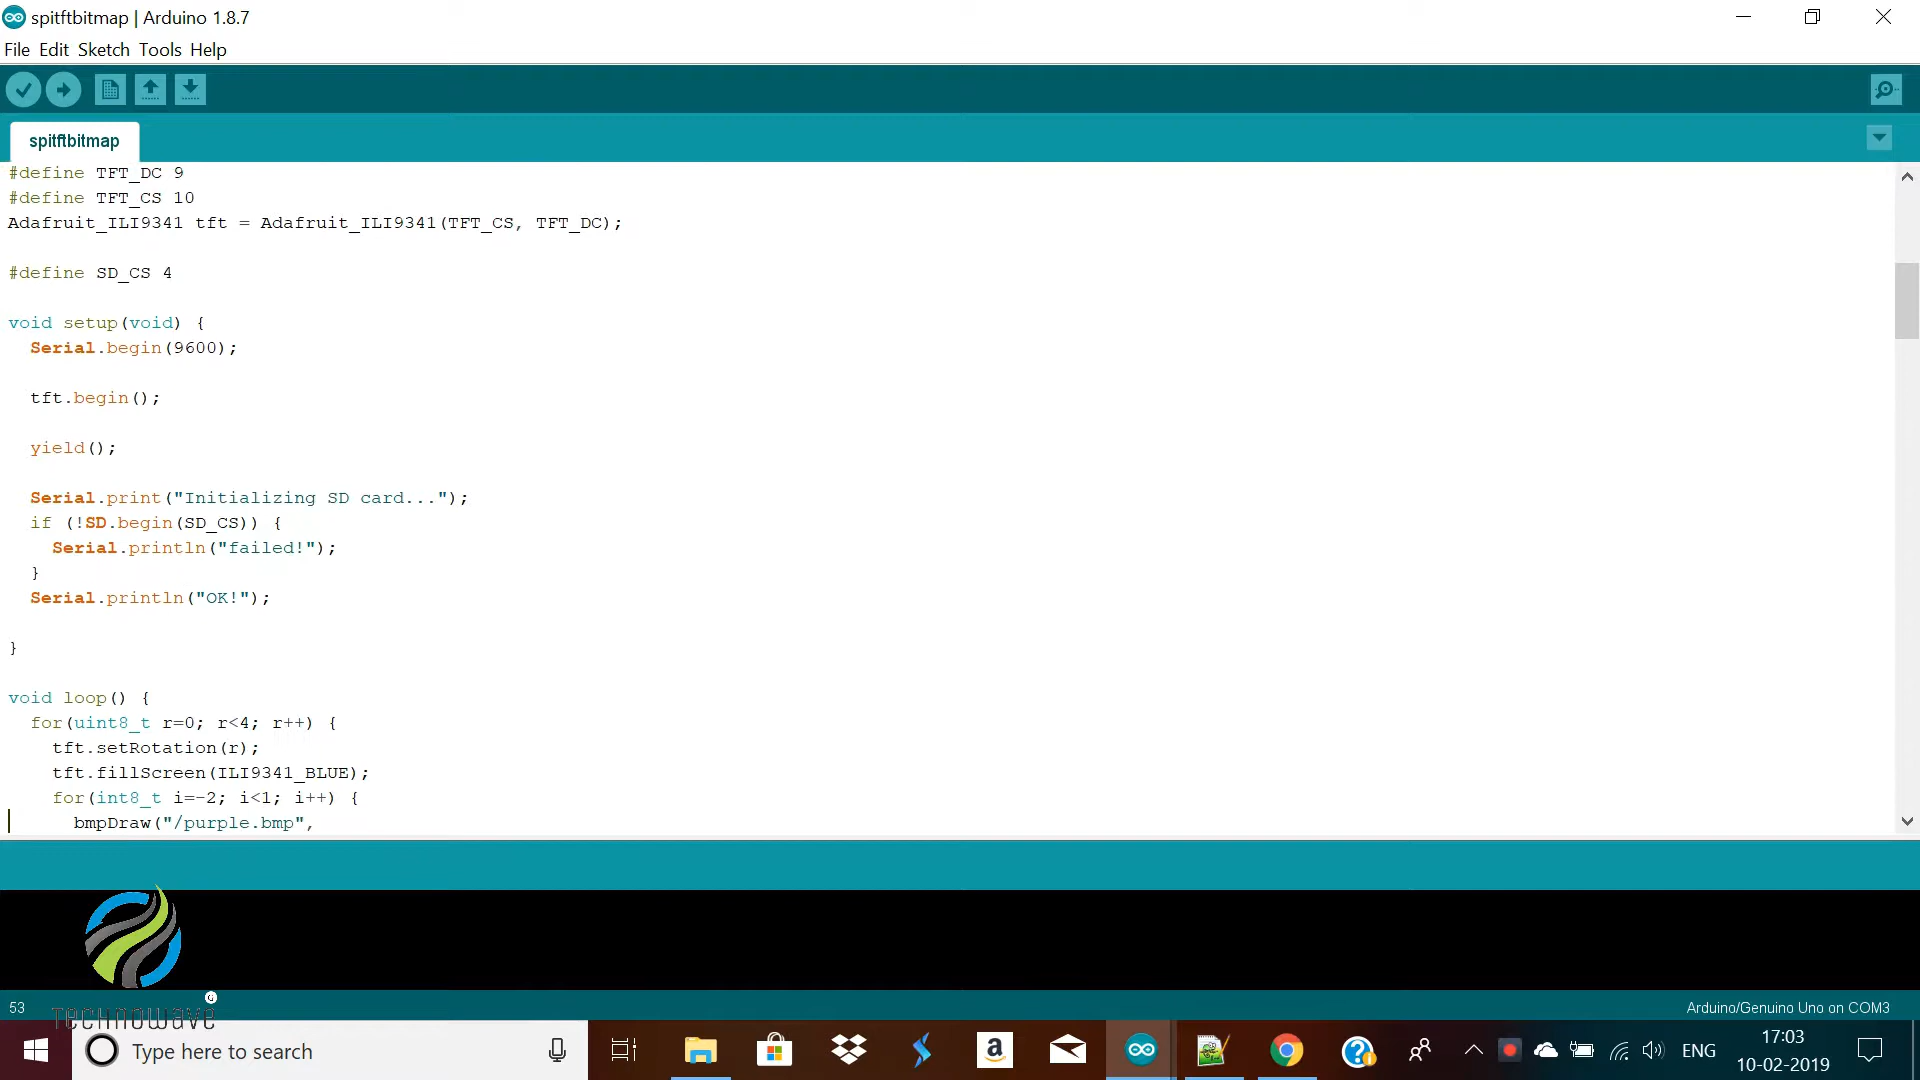 spitftbitmap | Arduino 1.8.7
File Edit Sketch Tools Help
spitftbitmap
#define TFT_DC 9
#define TFT_CS 10
Adafruit_ILI9341 tft = Adafruit_ILI9341(TFT_CS, TFT_DC);
#define SD_CS 4
void setup(void) {
Serial.begin(9600);
tft.begin();
yield();
Serial.print("Initializing SD card...");
if (!SD.begin(SD_CS)) {
Serial.println("failed!");
}
Serial.println("OK!");
}
void loop() {
for(uint8_t r=0; r<4; r++) {
tft.setRotation(r);
tft.fillScreen(ILI9341_BLUE);
for(int8_t i=-2; i<1; i++) {
bmpDraw("/purple.bmp",
53
Arduino/Genuino Uno on COM3
TECHNOWAVE
G
Type here to search
a
ENG
17:03
10-02-2019